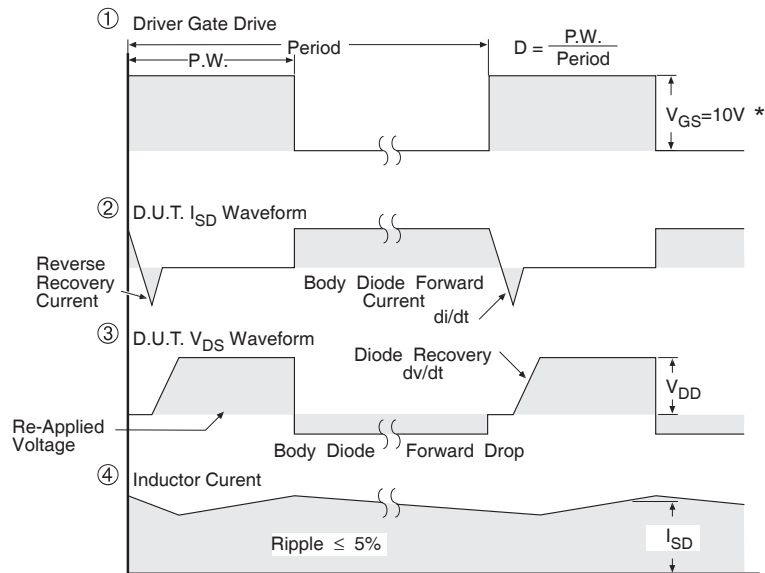 ① Driver Gate Drive
Period
P.W.
D = P.W. / Period
V_GS=10V *
② D.U.T. I_SD Waveform
Reverse
Recovery
Current
Body Diode Forward
Current
di/dt
③ D.U.T. V_DS Waveform
Diode Recovery
dv/dt
V_DD
Re-Applied
Voltage
Body Diode Forward Drop
④ Inductor Curent
Ripple ≤ 5%
I_SD